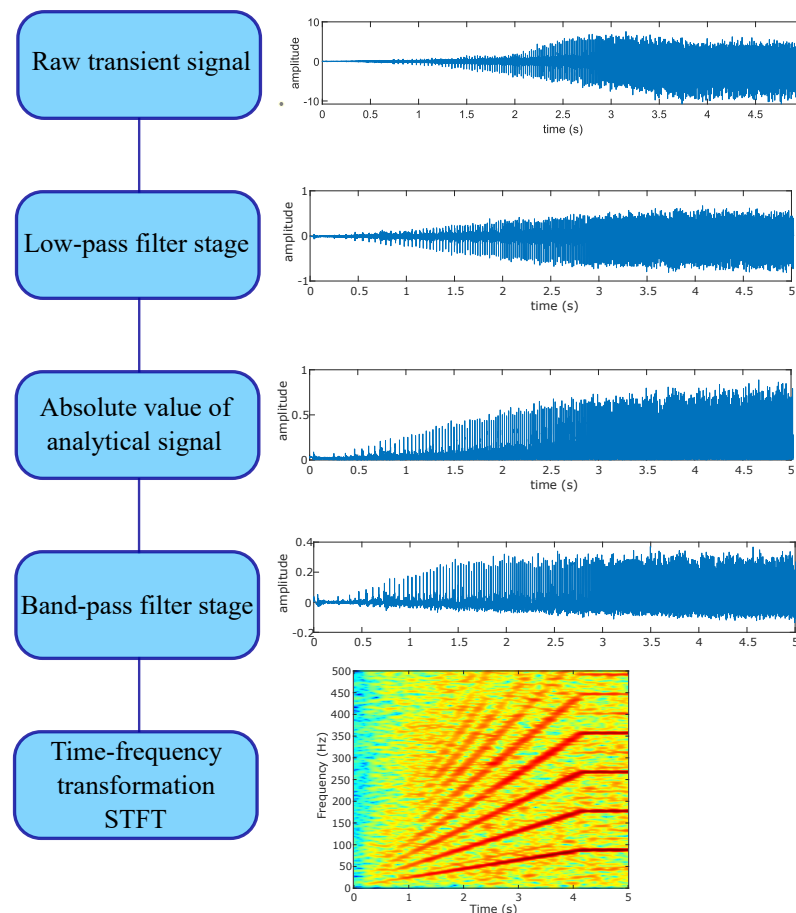 Raw transient signal
10
0
-10
amplitude
0 0.5 1 1.5 2 2.5 3 3.5 4 4.5
time (s)
Low-pass filter stage
1
0
-1
amplitude
0 0.5 1 1.5 2 2.5 3 3.5 4 4.5 5
time (s)
Absolute value of
analytical signal
1
0.5
0
amplitude
0 0.5 1 1.5 2 2.5 3 3.5 4 4.5 5
time (s)
Band-pass filter stage
0.4
0.2
0
-0.2
amplitude
0 0.5 1 1.5 2 2.5 3 3.5 4 4.5 5
Time-frequency
transformation
STFT
500
450
400
350
300
250
200
150
100
50
0
Frequency (Hz)
0 1 2 3 4 5
Time (s)